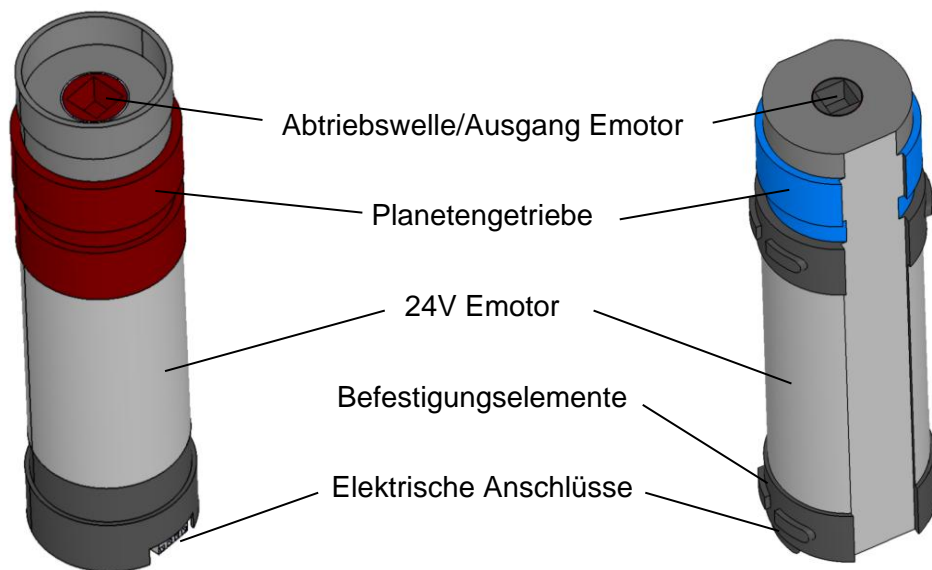 Abtriebswelle/Ausgang Emotor
Planetengetriebe
24V Emotor
Befestigungselemente
Elektrische Anschlüsse